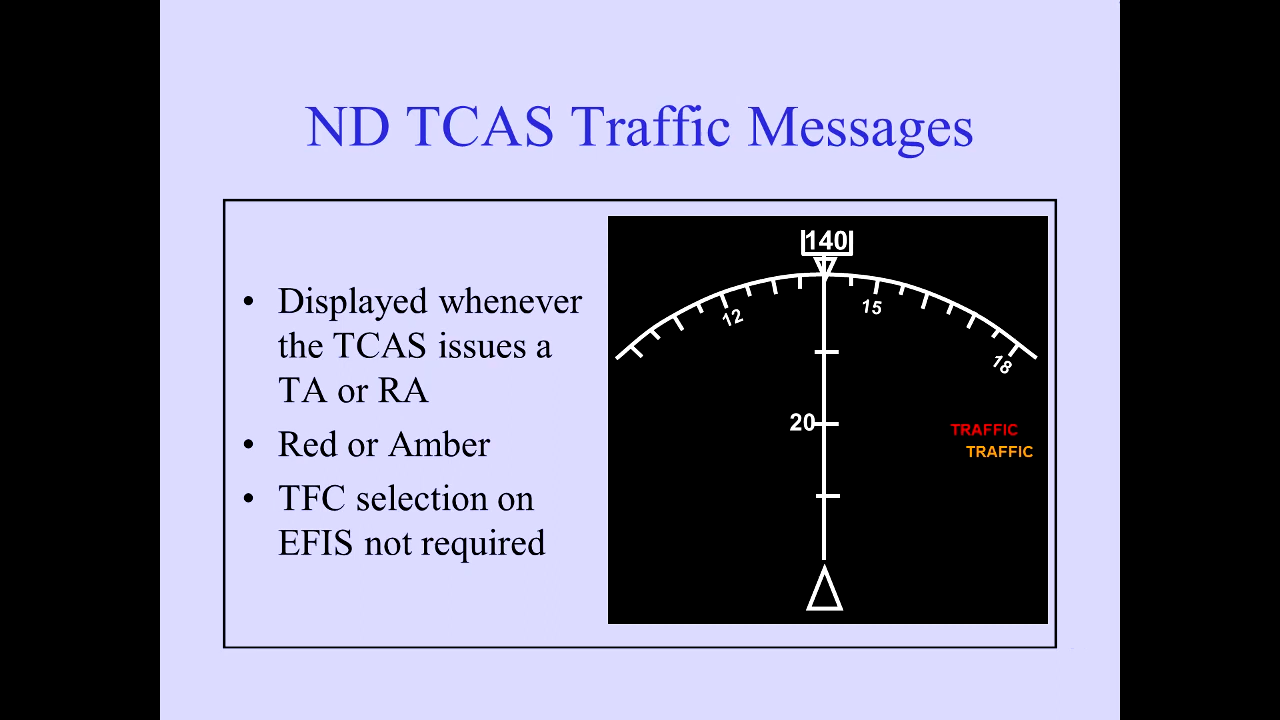 ND TCAS Traffic Messages
• Displayed whenever
the TCAS issues a
TA or RA
• Red or Amber
• TFC selection on
EFIS not required
140
12
15
18
20
TRAFFIC
TRAFFIC